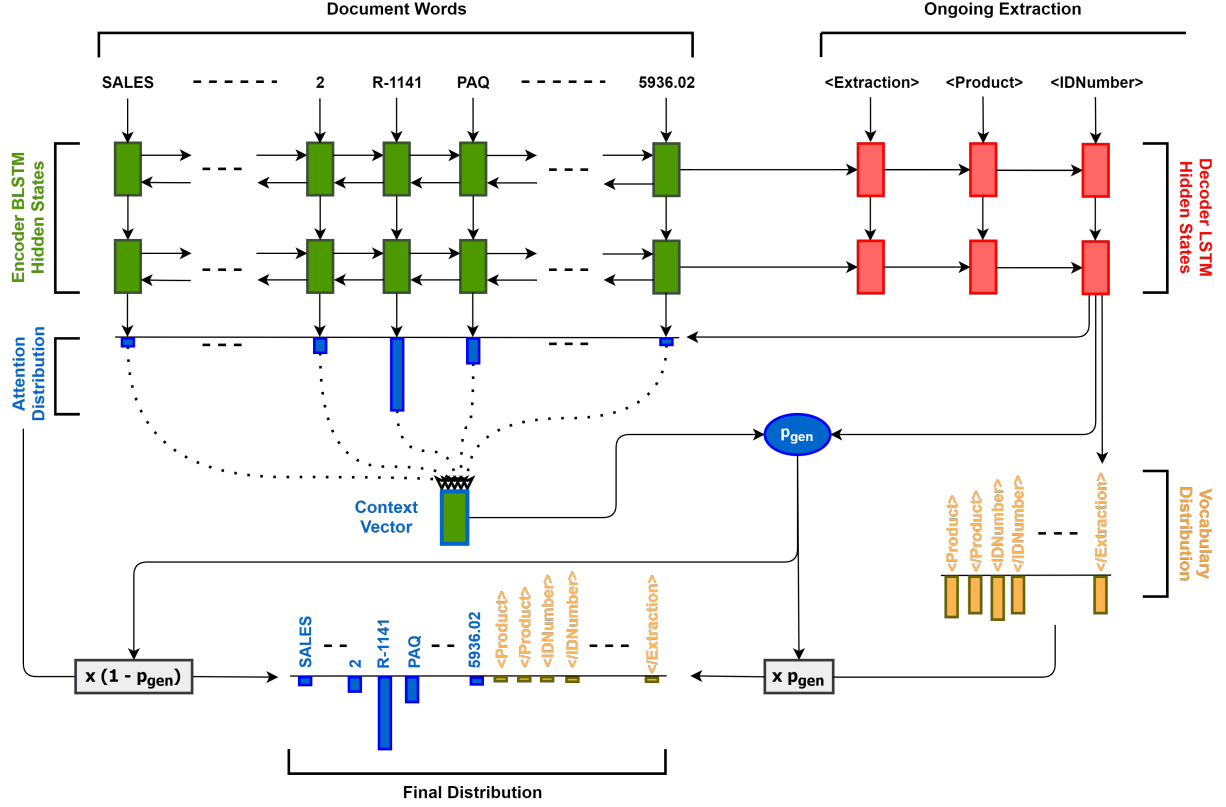 Document Words
Ongoing Extraction
SALES
2
R-1141
PAQ
5936.02
<Extraction>
<Product>
<IDNumber>
Encoder BLSTM
Hidden States
Decoder LSTM
Hidden States
Attention
Distribution
Pgen
Context
Vector
<Product>
</Product>
<IDNumber>
</IDNumber>
</Extraction>
Vocabulary
Distribution
SALES
2
R-1141
PAQ
5936.02
<Product>
</Product>
<IDNumber>
</IDNumber>
</Extraction>
x (1 - pgen)
x pgen
Final Distribution